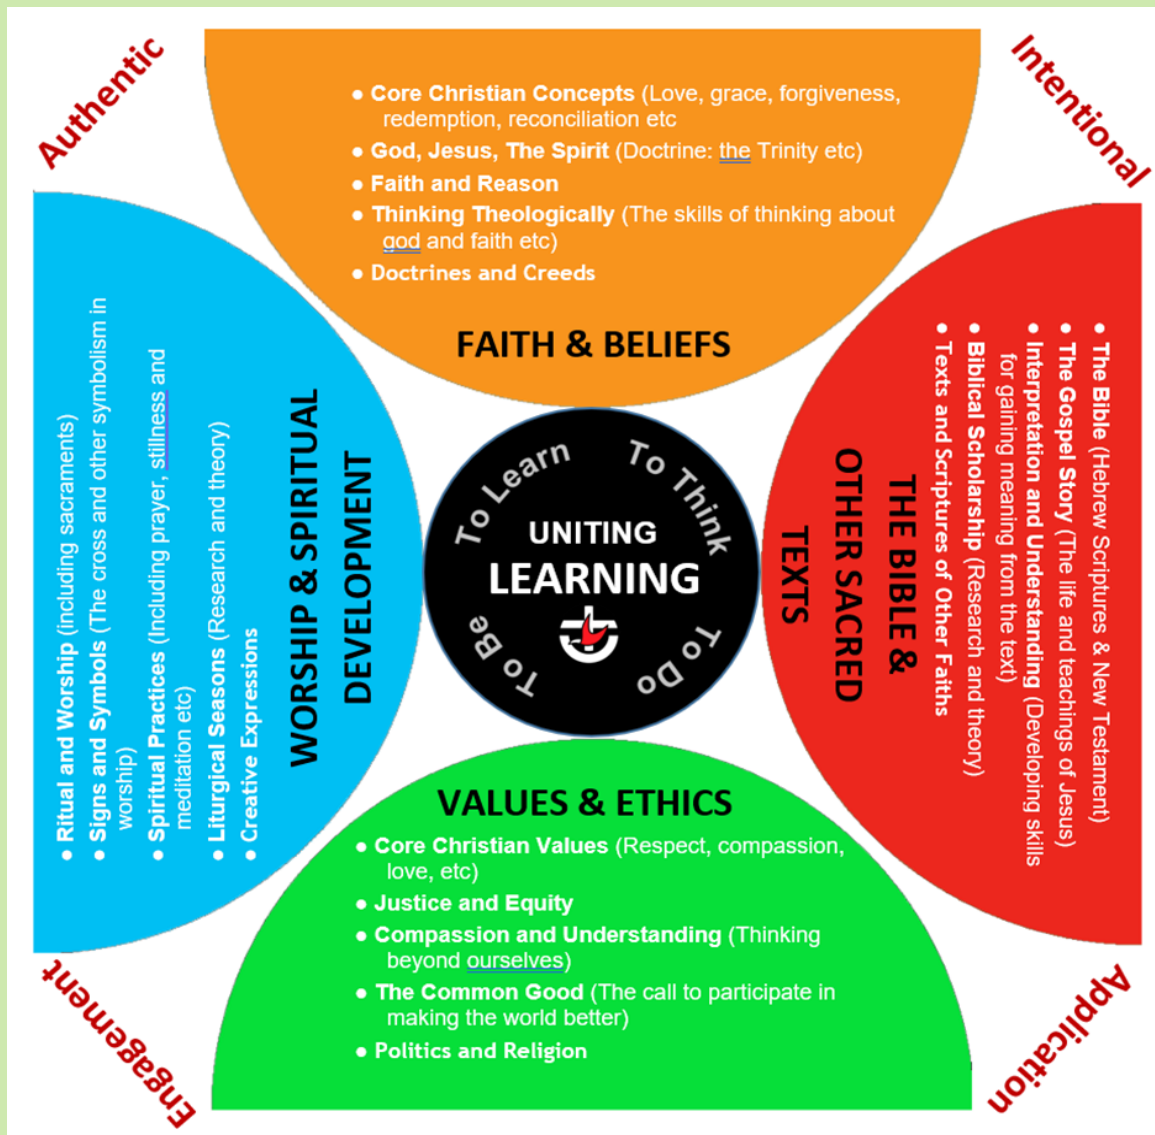 Authentic
Intentional
● Core Christian Concepts (Love, grace, forgiveness,
redemption, reconciliation etc
● God, Jesus, The Spirit (Doctrine: the Trinity etc)
● Faith and Reason
● Thinking Theologically (The skills of thinking about
god and faith etc)
● Doctrines and Creeds
FAITH & BELIEFS
● Ritual and Worship (including sacraments)
● Signs and Symbols (The cross and other symbolism in
worship)
● Spiritual Practices (Including prayer, stillness and
meditation etc)
● Liturgical Seasons (Research and theory)
● Creative Expressions
WORSHIP & SPIRITUAL
DEVELOPMENT
To Learn
To Think
UNITING
LEARNING
To Be
To Do
● The Bible (Hebrew Scriptures & New Testament)
● The Gospel Story (The life and teachings of Jesus)
● Interpretation and Understanding (Developing skills
for gaining meaning from the text)
● Biblical Scholarship (Research and theory)
● Texts and Scriptures of Other Faiths
THE BIBLE &
OTHER SACRED
TEXTS
VALUES & ETHICS
● Core Christian Values (Respect, compassion,
love, etc)
● Justice and Equity
● Compassion and Understanding (Thinking
beyond ourselves)
● The Common Good (The call to participate in
making the world better)
● Politics and Religion
Engagement
Application